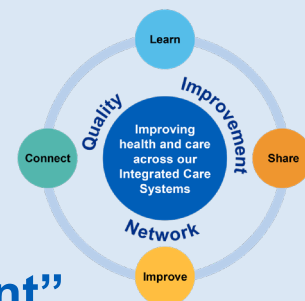 Learn
Quality
Improvement
Improving
health and care
across our
Integrated Care
Systems
Connect
Share
Network
Improve
nt”